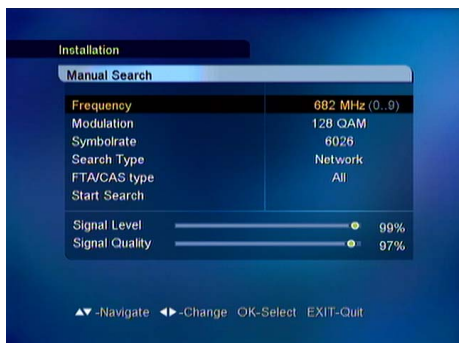 Installation
Manual Search
Frequency 682 MHz (0..9)
Modulation 128 QAM
Symbolrate 6026
Search Type Network
FTA/CAS type All
Start Search
Signal Level 99%
Signal Quality 97%
▲▼ -Navigate ◀▶ -Change OK-Select EXIT-Quit